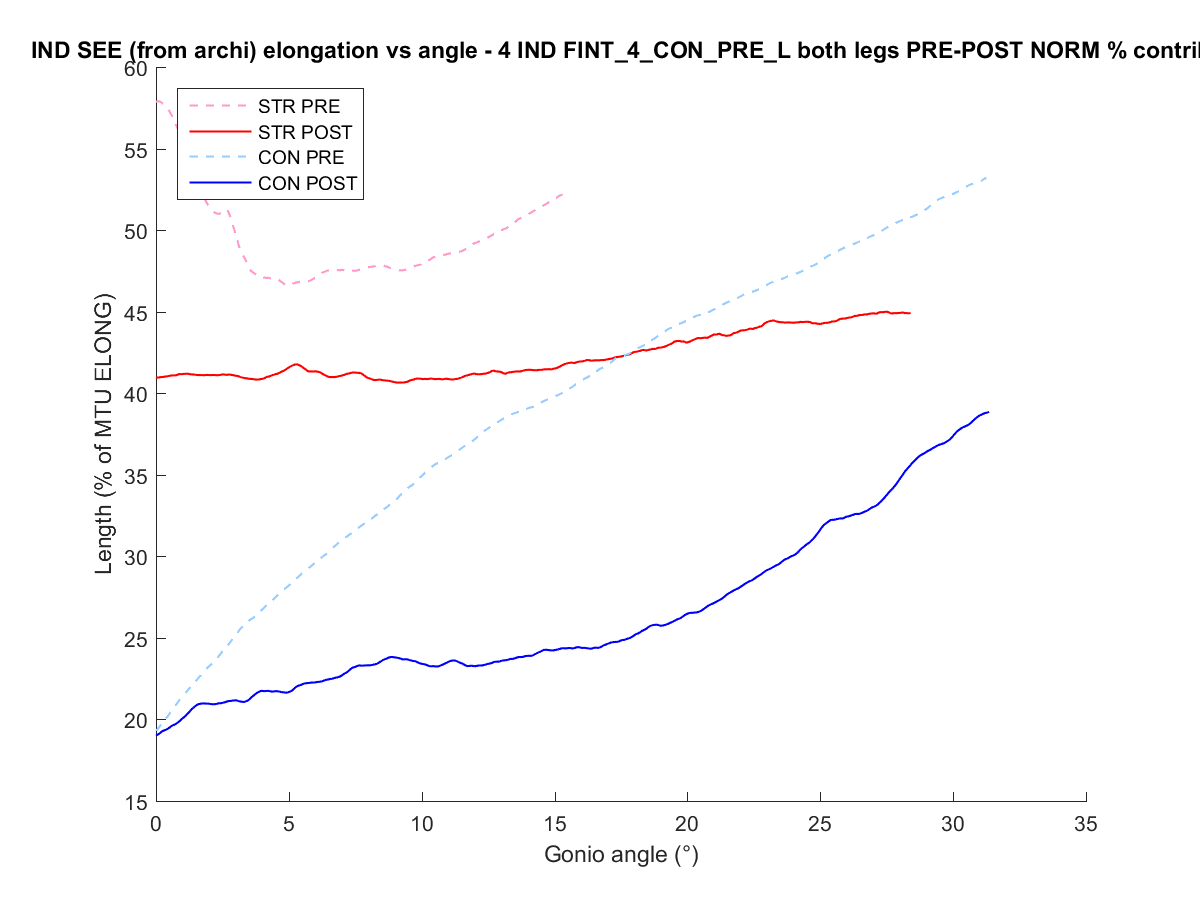 IND SEE (from archi) elongation vs angle - 4 IND FINT_4_CON_PRE_L both legs PRE-POST NORM % contril
60
55
50
45
40
35
30
25
20
15
Length (% of MTU ELONG)
STR PRE
STR POST
CON PRE
CON POST
0 5 10 15 20 25 30 35
Gonio angle (°)